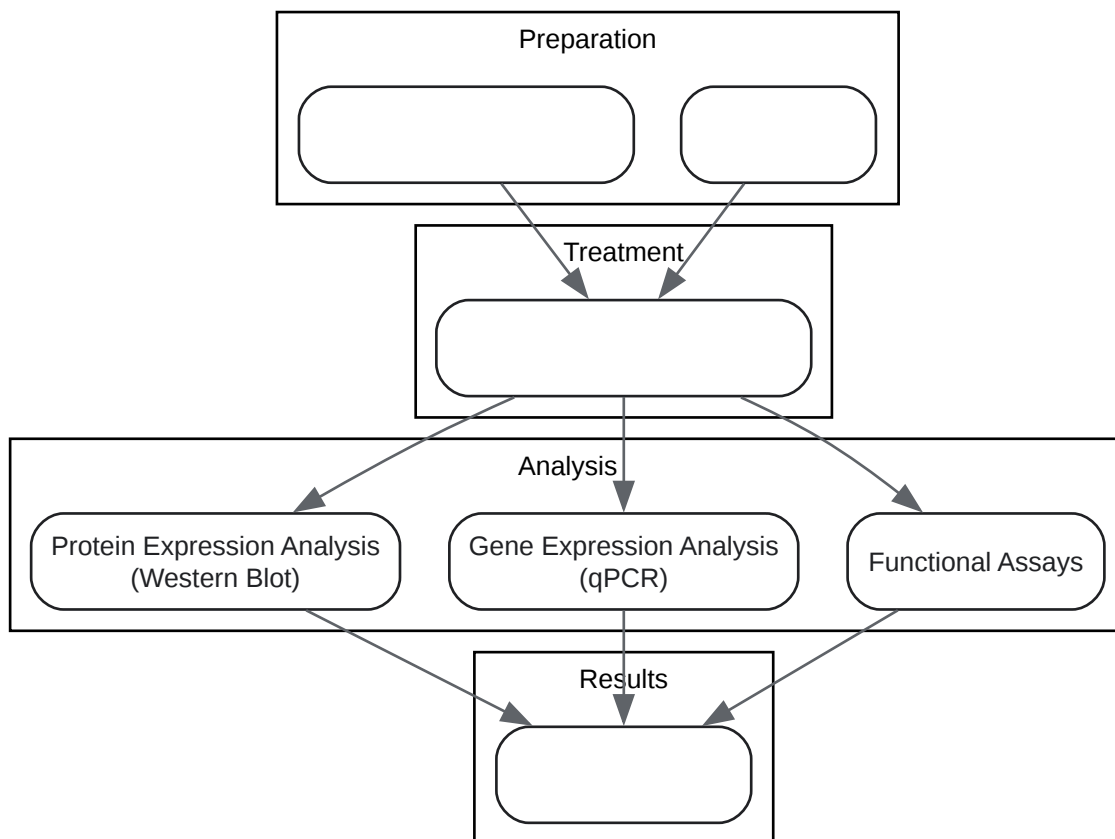 Preparation
Treatment
Analysis
Protein Expression Analysis
(Western Blot)
Gene Expression Analysis
(qPCR)
Functional Assays
Results